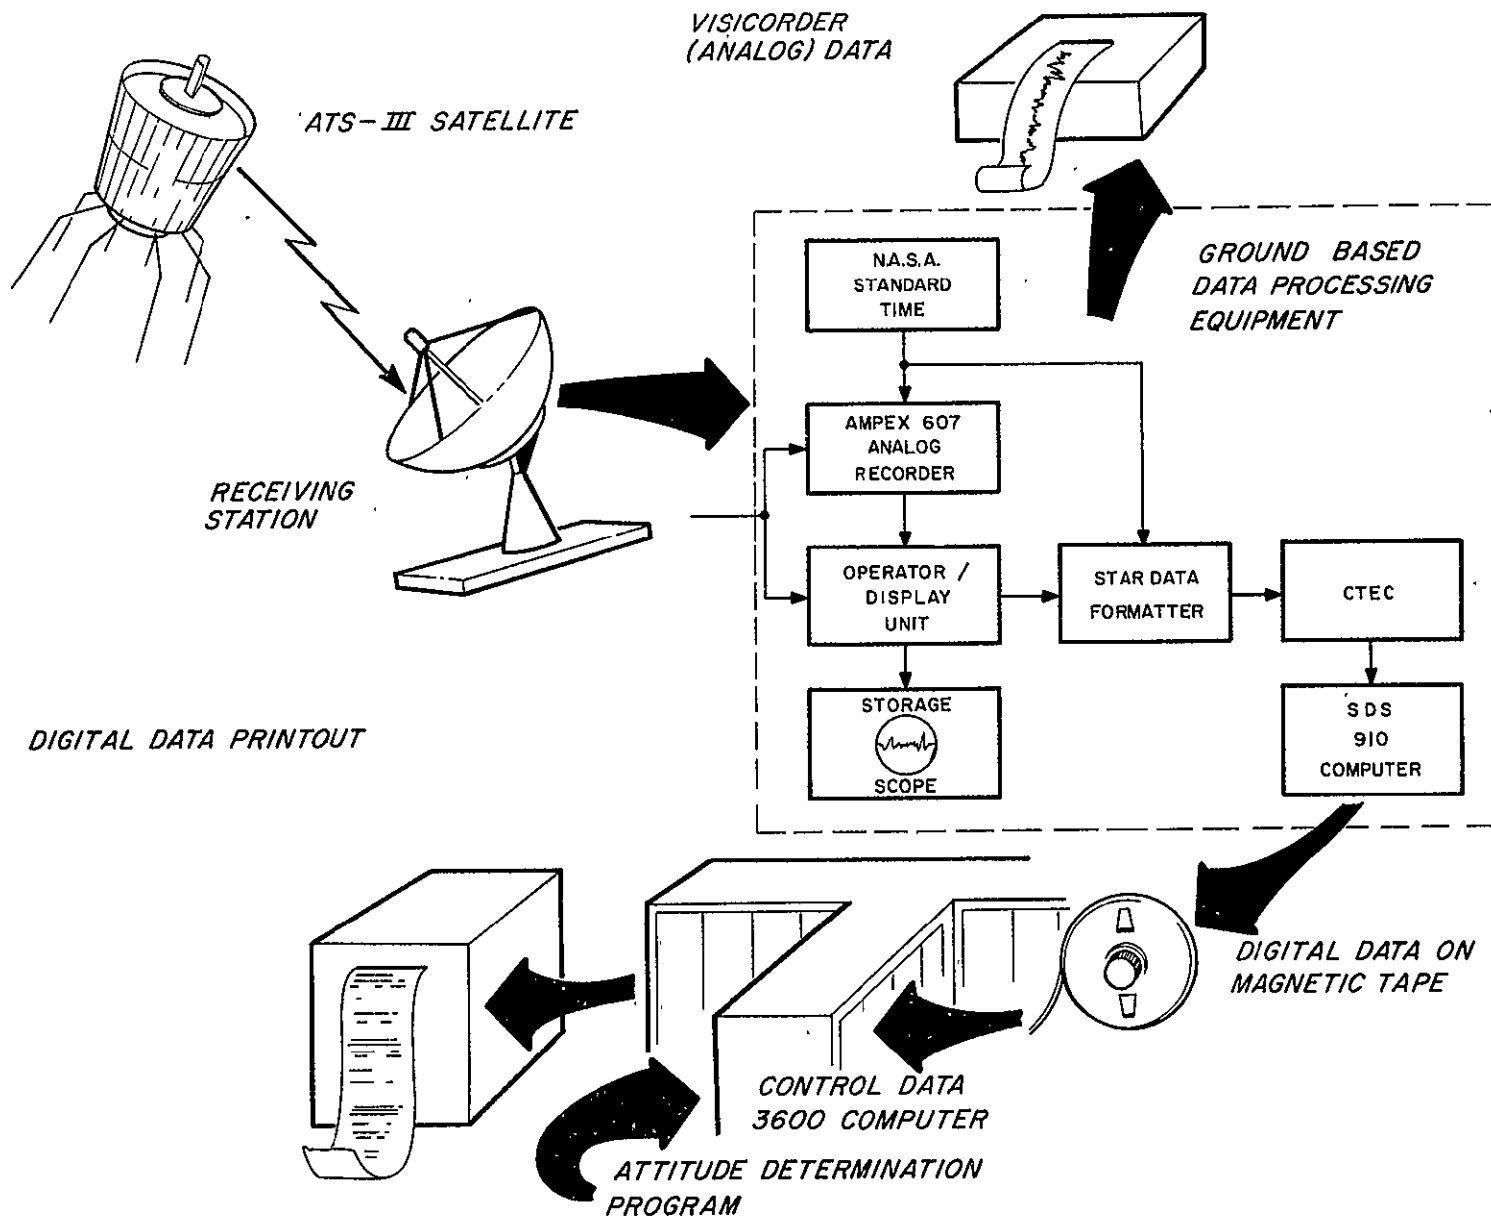 VISICORDER
(ANALOG) DATA
ATS-III SATELLITE
GROUND BASED
DATA PROCESSING
EQUIPMENT
N.A.S.A.
STANDARD
TIME
AMPEX 607
ANALOG
RECORDER
RECEIVING
STATION
OPERATOR /
DISPLAY
UNIT
STAR DATA
FORMATTER
CTEC
STORAGE
SCOPE
SDS
910
COMPUTER
DIGITAL DATA PRINTOUT
DIGITAL DATA ON
MAGNETIC TAPE
CONTROL DATA
3600 COMPUTER
ATTITUDE DETERMINATION
PROGRAM